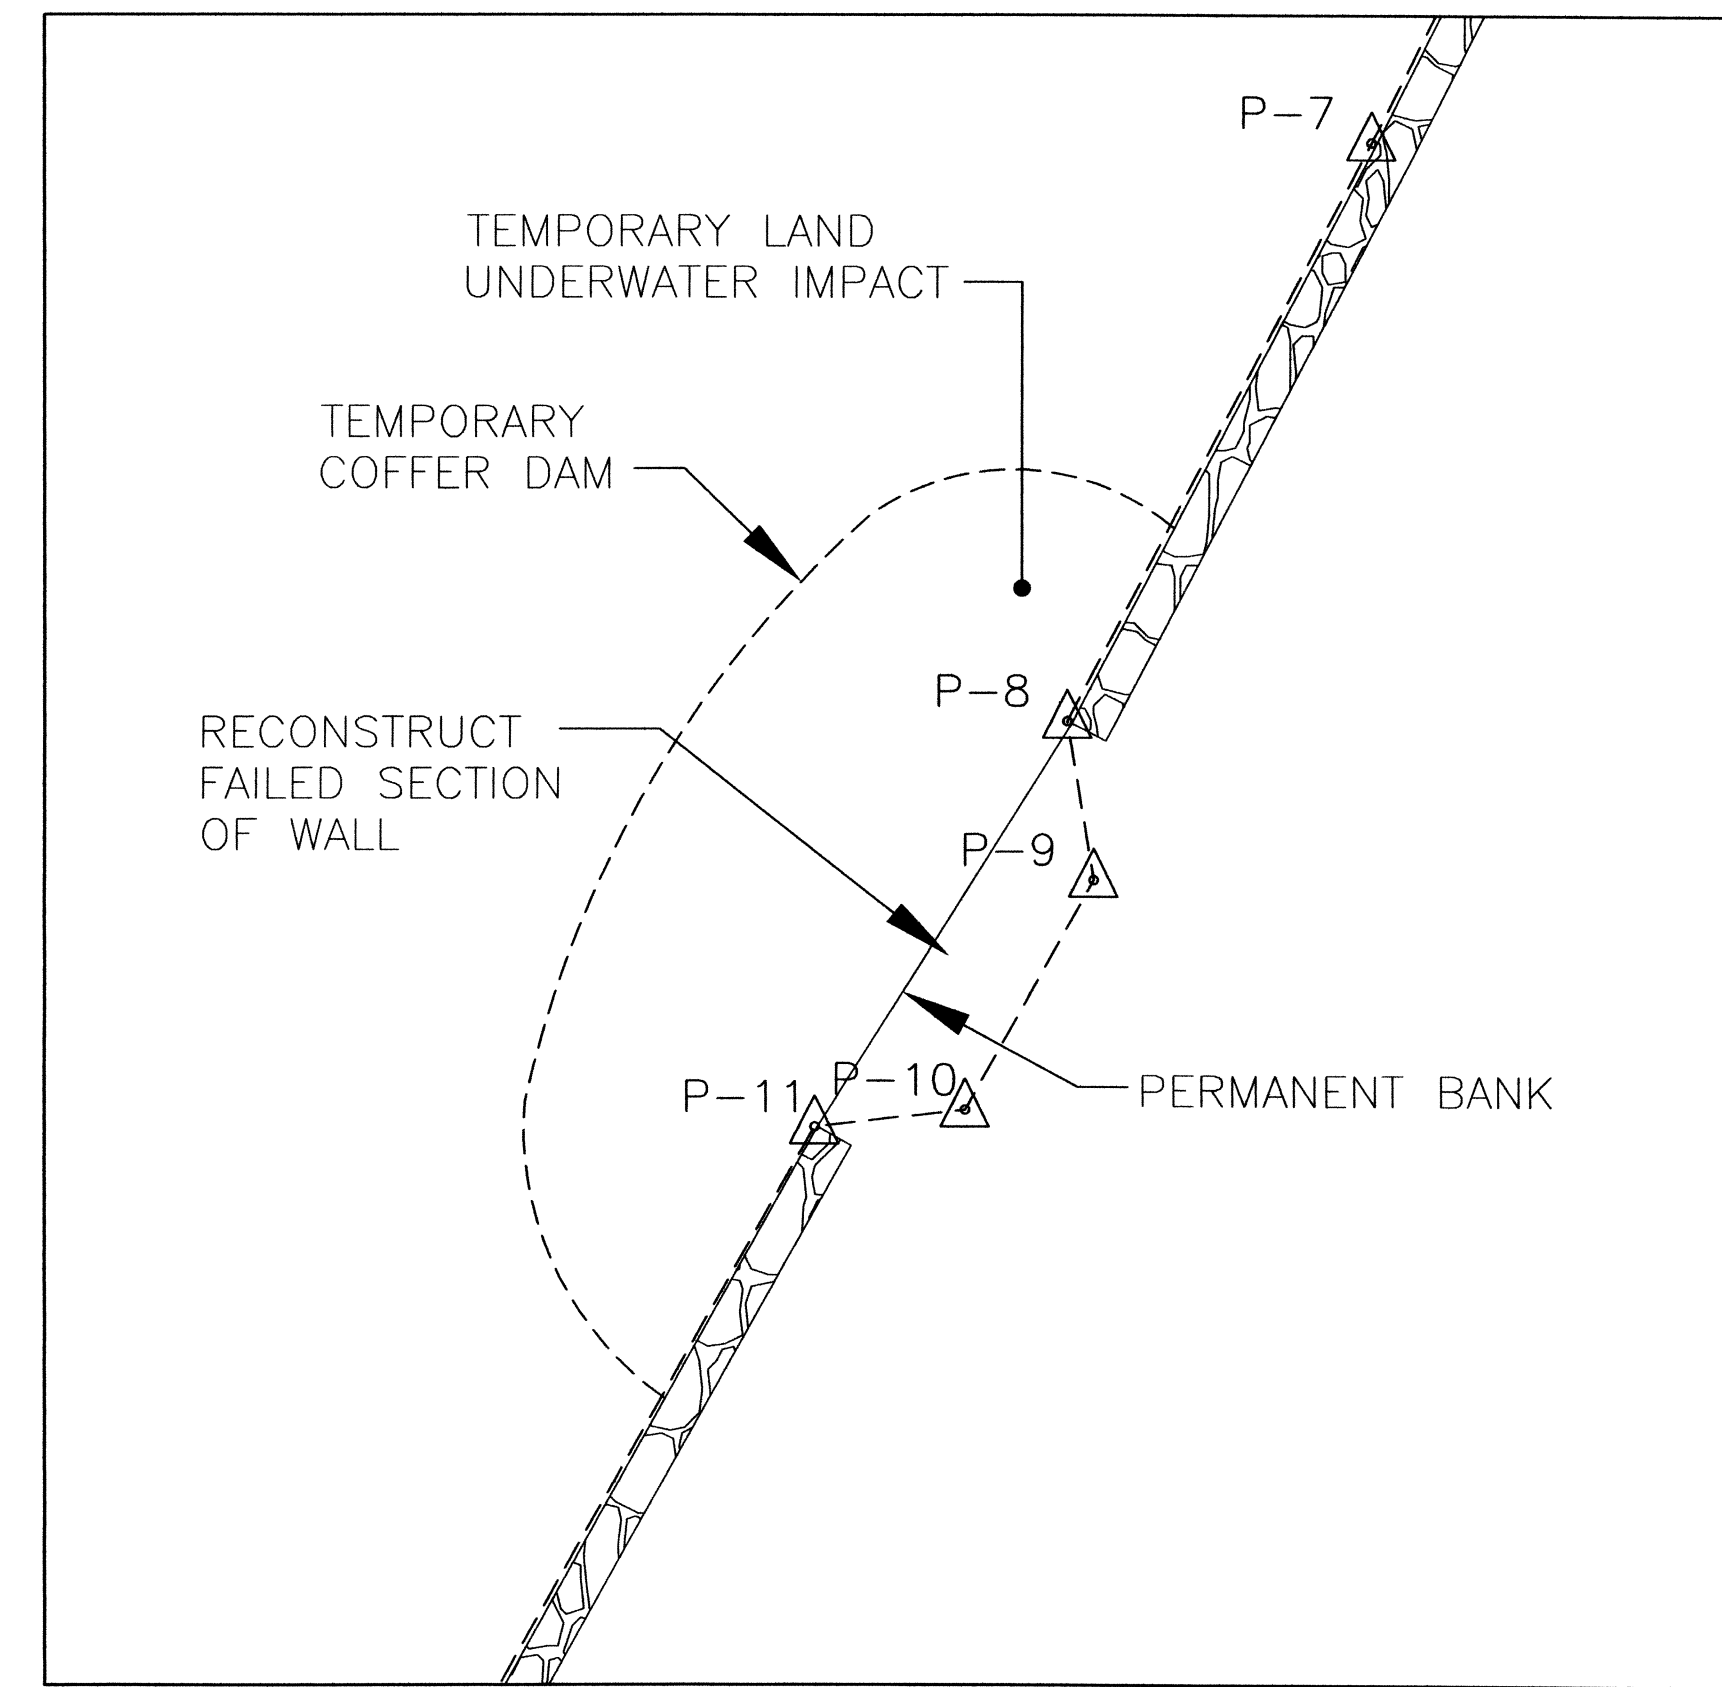 P-7
TEMPORARY LAND
UNDERWATER IMPACT
TEMPORARY
COFFER DAM
P-8
RECONSTRUCT
FAILED SECTION
OF WALL
P-9
P-10
P-11
PERMANENT BANK